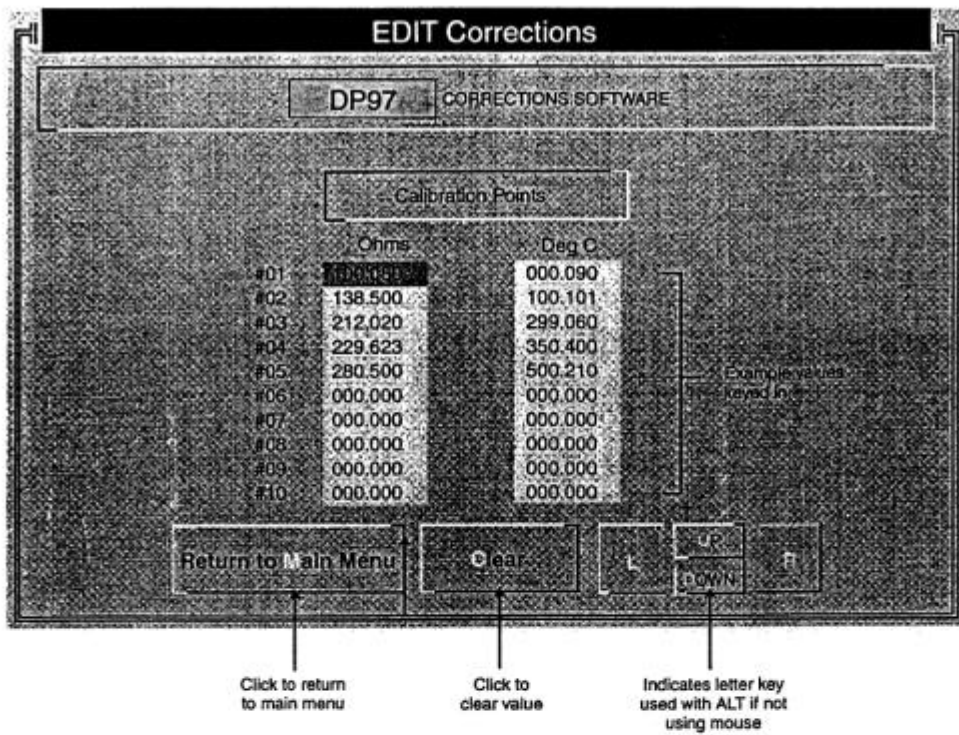 EDIT Corrections
DP97 CORRECTIONS SOFTWARE
Calibration Points
Ohms Deg C
#01 000.090
#02 138.500 100.101
#03 212.020 299.060
#04 229.623 350.400
#05 280.500 500.210
#06 000.000 000.000
#07 000.000 000.000
#08 000.000 000.000
#09 000.000 000.000
#10 000.000 000.000
Example values
keyed in
Return to Main Menu Clear L UP R
DOWN
Click to return
to main menu
Click to
clear value
Indicates letter key
used with ALT if not
using mouse